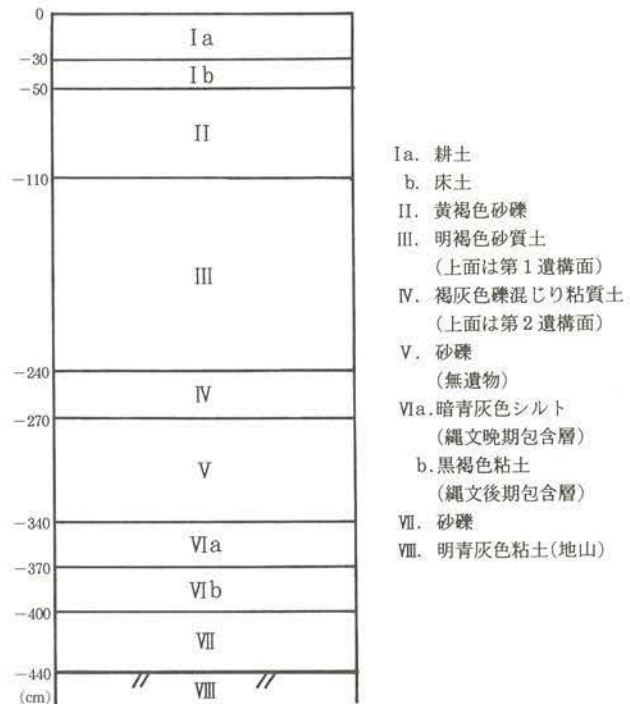 0
Ⅰa
−30
Ⅰb
−50
Ⅱ
−110
Ⅲ
−240
Ⅳ
−270
Ⅴ
−340
Ⅵa
−370
Ⅵb
−400
Ⅶ
−440
(cm)
Ⅷ
Ⅰa. 耕土
b. 床土
Ⅱ. 黄褐色砂礫
Ⅲ. 明褐色砂質土
(上面は第1遺構面)
Ⅳ. 褐灰色礫混じり粘質土
(上面は第2遺構面)
Ⅴ. 砂礫
(無遺物)
Ⅵa.暗青灰色シルト
(縄文晩期包含層)
b.黒褐色粘土
(縄文後期包含層)
Ⅶ. 砂礫
Ⅷ. 明青灰色粘土(地山)